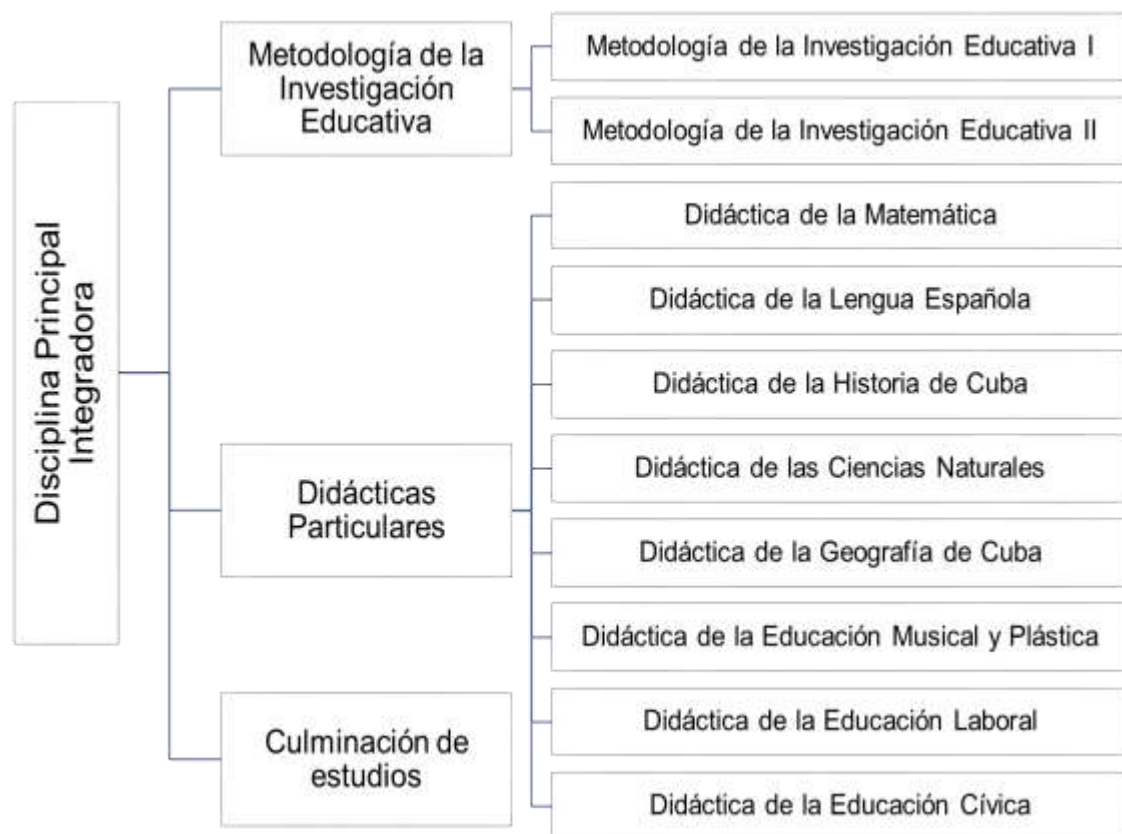 Disciplina Principal
Integradora
Metodología de la
Investigación
Educativa
Metodología de la Investigación Educativa I
Metodología de la Investigación Educativa II
Didácticas
Particulares
Didáctica de la Matemática
Didáctica de la Lengua Española
Didáctica de la Historia de Cuba
Didáctica de las Ciencias Naturales
Didáctica de la Geografía de Cuba
Didáctica de la Educación Musical y Plástica
Didáctica de la Educación Laboral
Didáctica de la Educación Cívica
Culminación de
estudios